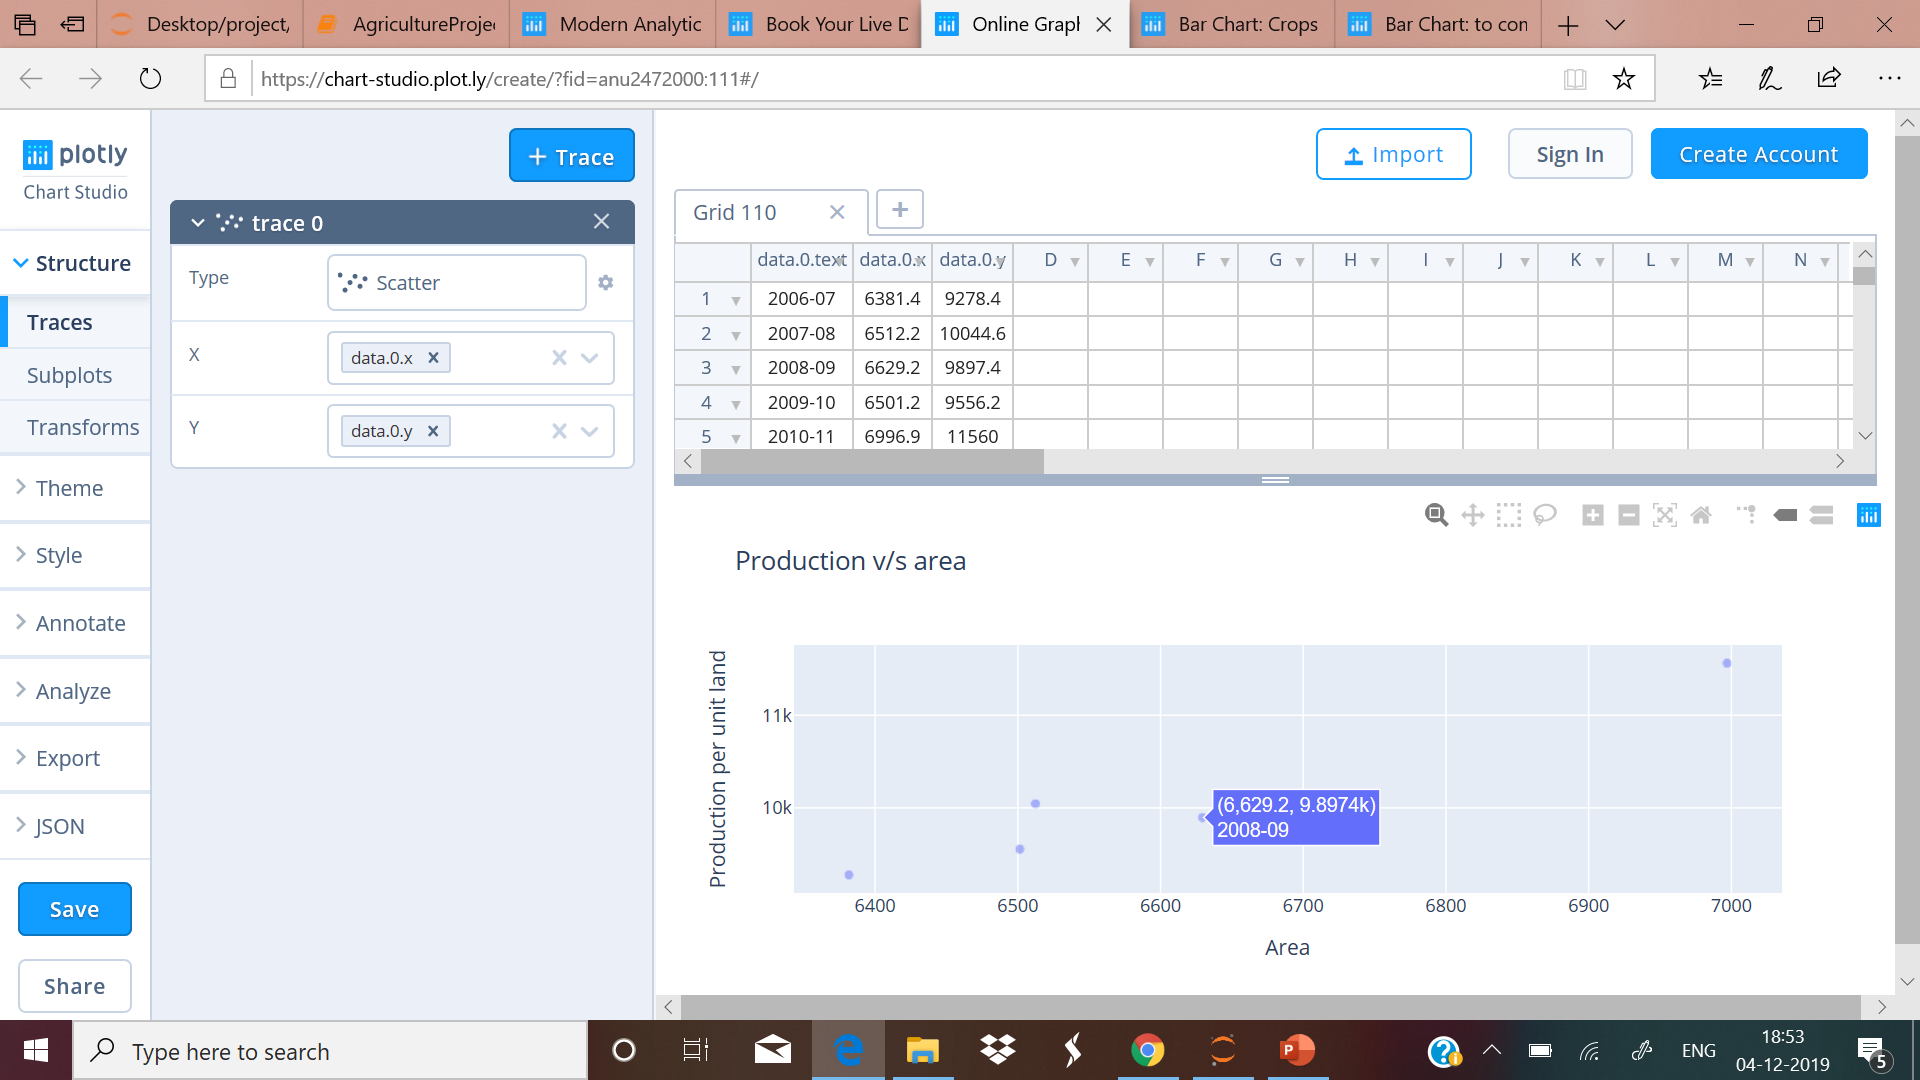 Desktop/project,
AgricultureProje
Modern Analytic
Book Your Live D
Online Graph
Bar Chart: Crops
Bar Chart: to con
https://chart-studio.plot.ly/create/?fid=anu2472000:111#/
plotly
Chart Studio
Structure
Traces
Subplots
Transforms
Theme
Style
Annotate
Analyze
Export
JSON
Save
Share
+ Trace
trace 0
Type
Scatter
X
data.0.x
Y
data.0.y
Import
Sign In
Create Account
Grid 110
data.0.text data.0.x data.0.y D E F G H I J K L M N
1 2006-07 6381.4 9278.4
2 2007-08 6512.2 10044.6
3 2008-09 6629.2 9897.4
4 2009-10 6501.2 9556.2
5 2010-11 6996.9 11560
Production v/s area
Production per unit land
11k
10k
(6,629.2, 9.8974k)
2008-09
6400 6500 6600 6700 6800 6900 7000
Area
Type here to search
ENG
18:53
04-12-2019
5